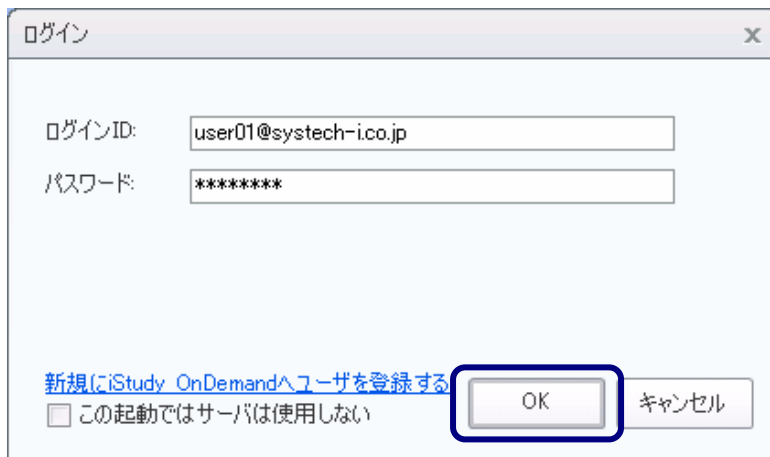 ログイン
x
ログインID:
user01@systech-i.co.jp
パスワード:
********
新規にiStudy OnDemandへユーザを登録する
この起動ではサーバは使用しない
OK
キャンセル